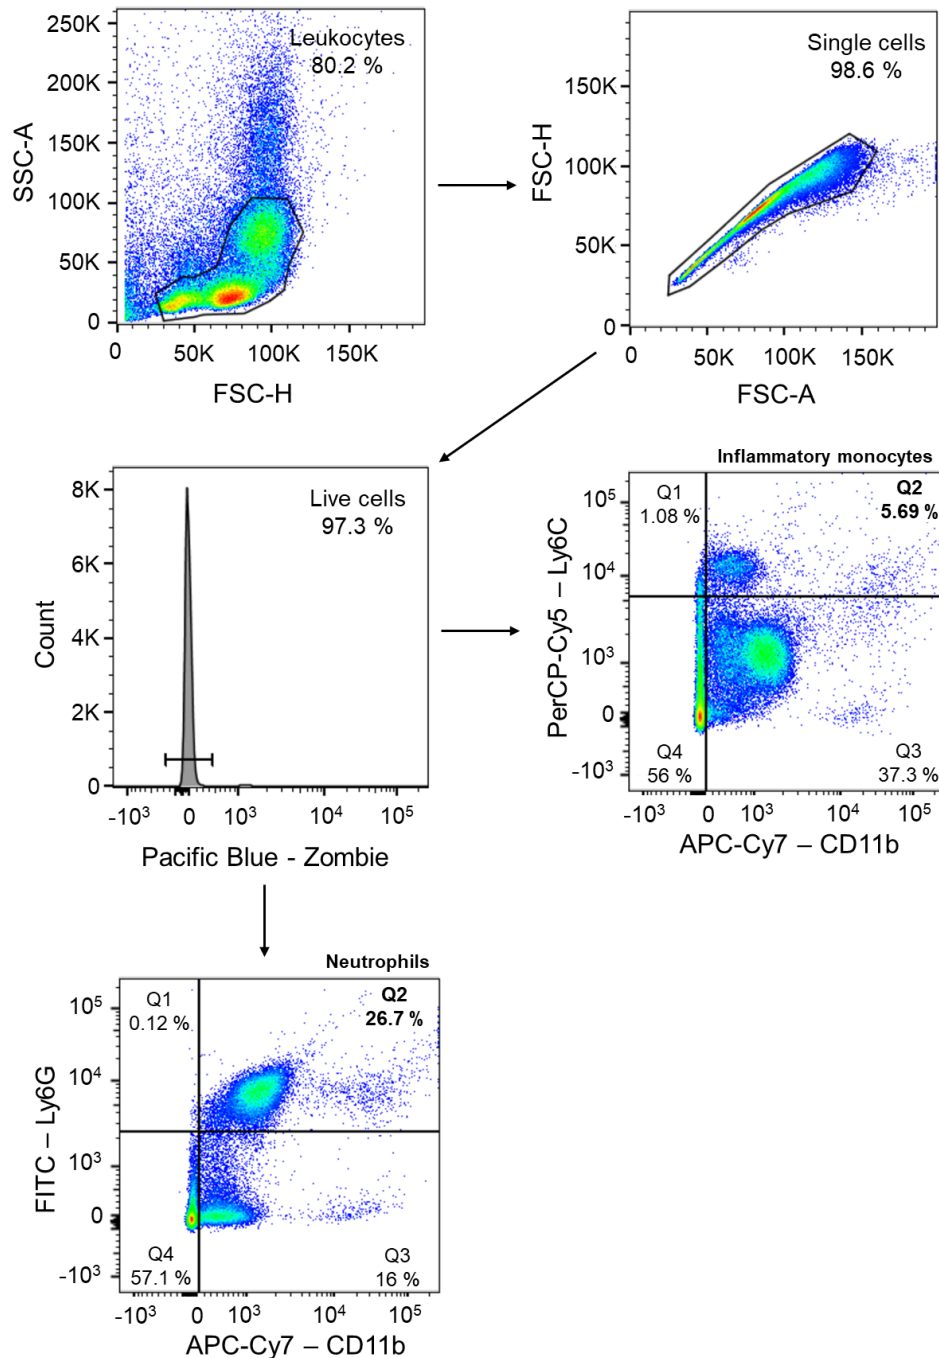 Leukocytes
80.2 %
SSC-A
250K
200K
150K
100K
50K
0
0 50K 100K 150K
FSC-H
Single cells
98.6 %
FSC-H
150K
100K
50K
0
0 50K 100K 150K
FSC-A
Live cells
97.3 %
Count
8K
6K
4K
2K
0
-10³ 0 10³ 10⁴ 10⁵
Pacific Blue - Zombie
Inflammatory monocytes
Q1
1.08 %
Q2
5.69 %
PerCP-Cy5 – Ly6C
10⁵
10⁴
10³
0
-10³
Q4
56 %
Q3
37.3 %
-10³ 0 10³ 10⁴ 10⁵
APC-Cy7 – CD11b
Neutrophils
Q1
0.12 %
Q2
26.7 %
FITC – Ly6G
10⁵
10⁴
10³
0
-10³
Q4
57.1 %
Q3
16 %
-10³ 0 10³ 10⁴ 10⁵
APC-Cy7 – CD11b